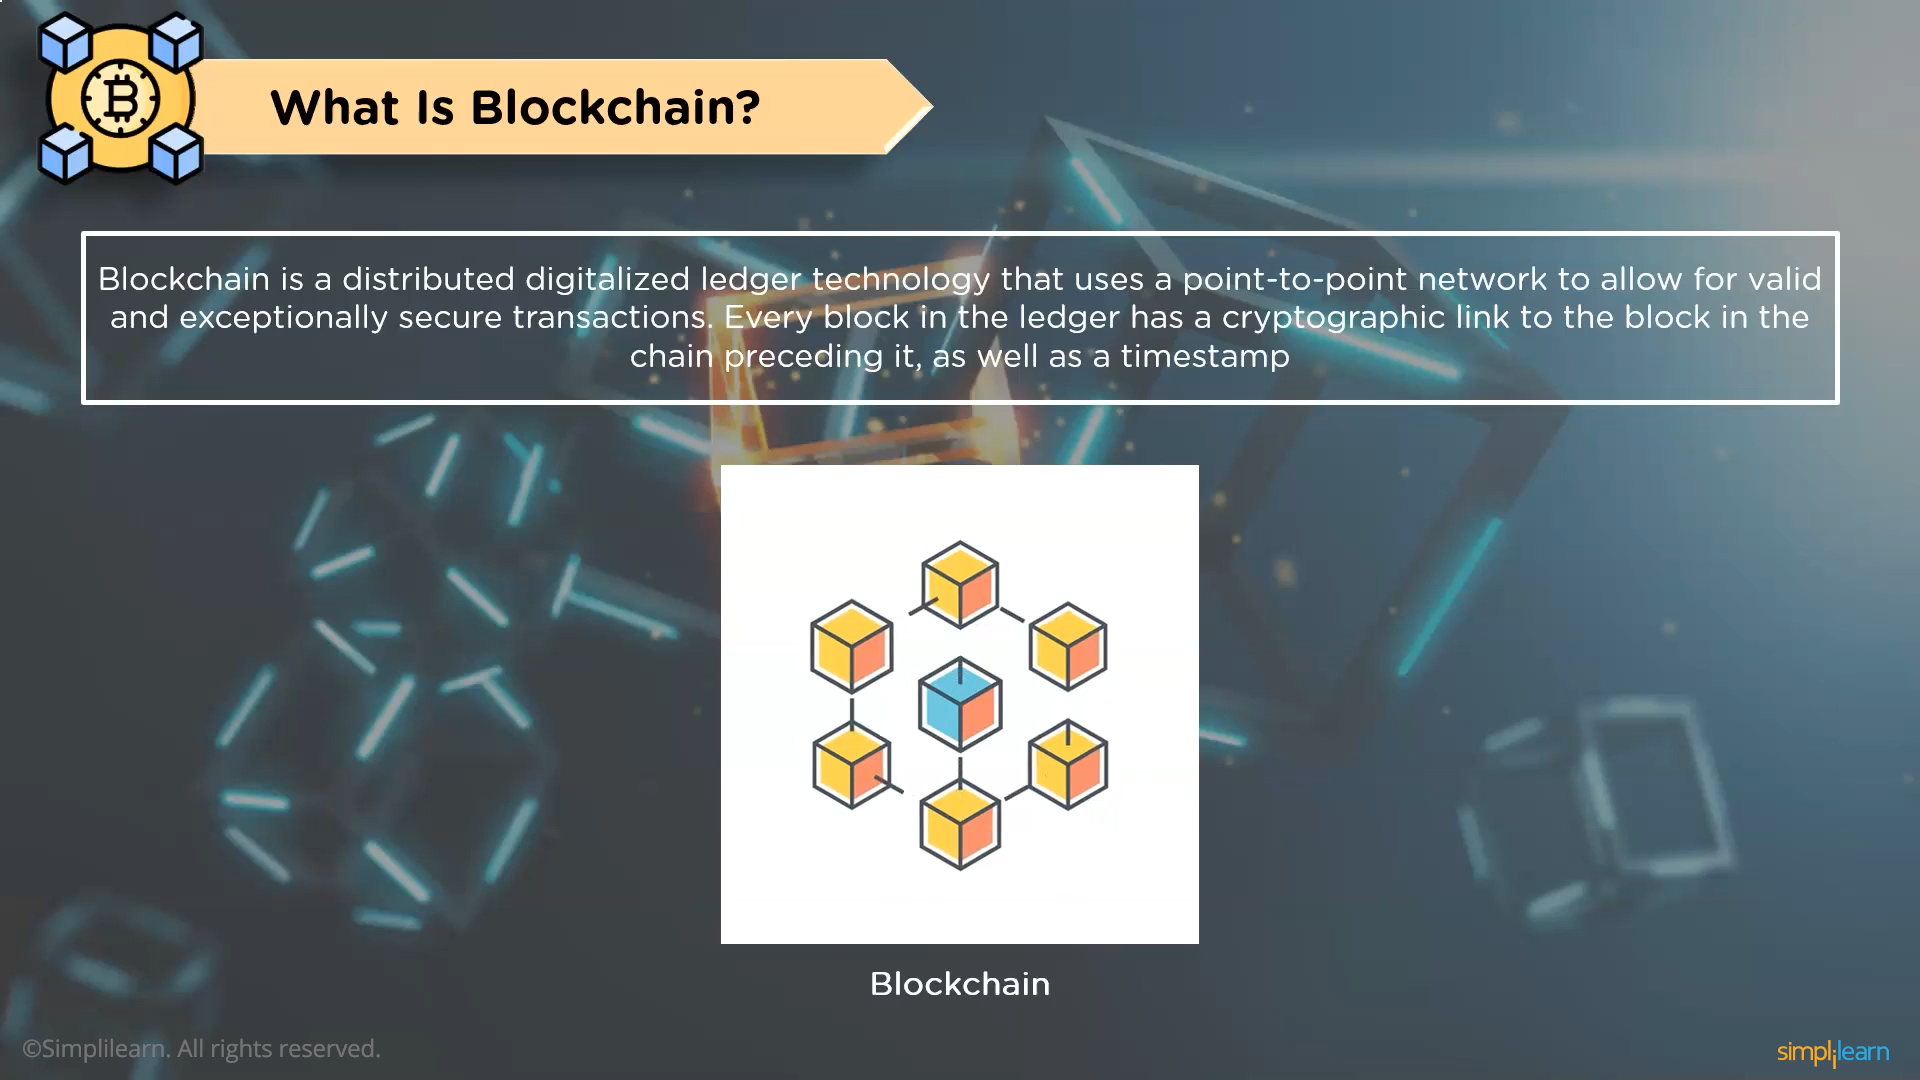 What Is Blockchain?
Blockchain is a distributed digitalized ledger technology that uses a point-to-point network to allow for valid
and exceptionally secure transactions. Every block in the ledger has a cryptographic link to the block in the
chain preceding it, as well as a timestamp
Blockchain
©Simplilearn. All rights reserved.
simplilearn